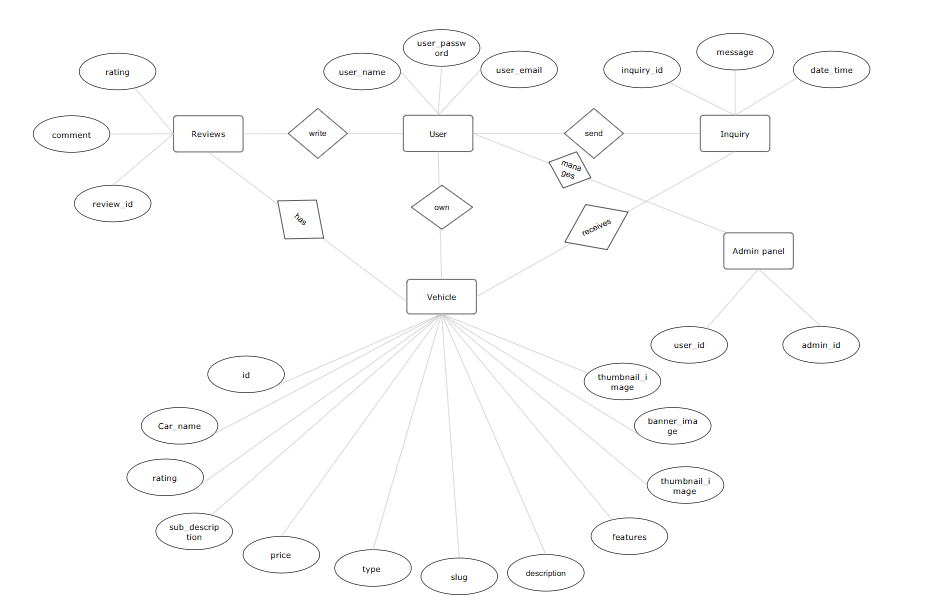 user_passw
ord
message
rating
user_name
user_email
inquiry_id
date_time
comment
Reviews
write
User
send
Inquiry
mana
ges
review_id
has
own
receives
Admin panel
Vehicle
user_id
admin_id
id
thumbnail_i
mage
Car_name
banner_ima
ge
rating
thumbnail_i
mage
sub_descrip
tion
features
price
type
slug
description